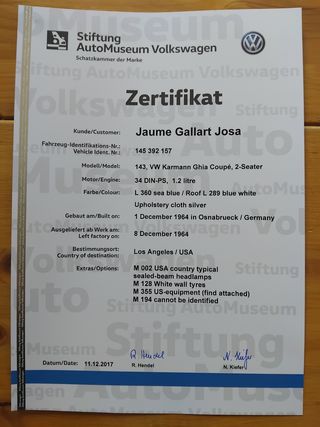 Stiftung
AutoMuseum Volkswagen
Schatzkammer der Marke
Zertifikat
Kunde/Customer: Jaume Gallart Josa
Fahrzeug-Identifikations-Nr.:
Vehicle Ident. Nr.: 145 392 157
Modell/Model: 143, VW Karmann Ghia Coupé, 2-Seater
Motor/Engine: 34 DIN-PS, 1.2 litre
Farbe/Colour: L 360 sea blue / Roof L 289 blue white
Upholstery cloth silver
Gebaut am/Built on: 1 December 1964 in Osnabrueck / Germany
Ausgeliefert ab Werk am:
Left factory on: 8 December 1964
Bestimmungsort:
Country of destination: Los Angeles / USA
Extras/Options: M 002 USA country typical
sealed-beam headlamps
M 128 White wall tyres
M 355 US-equipment (find attached)
M 194 cannot be identified
R Hendel N. Kiefer
Datum/Date: 11.12.2017 R. Hendel N. Kiefer